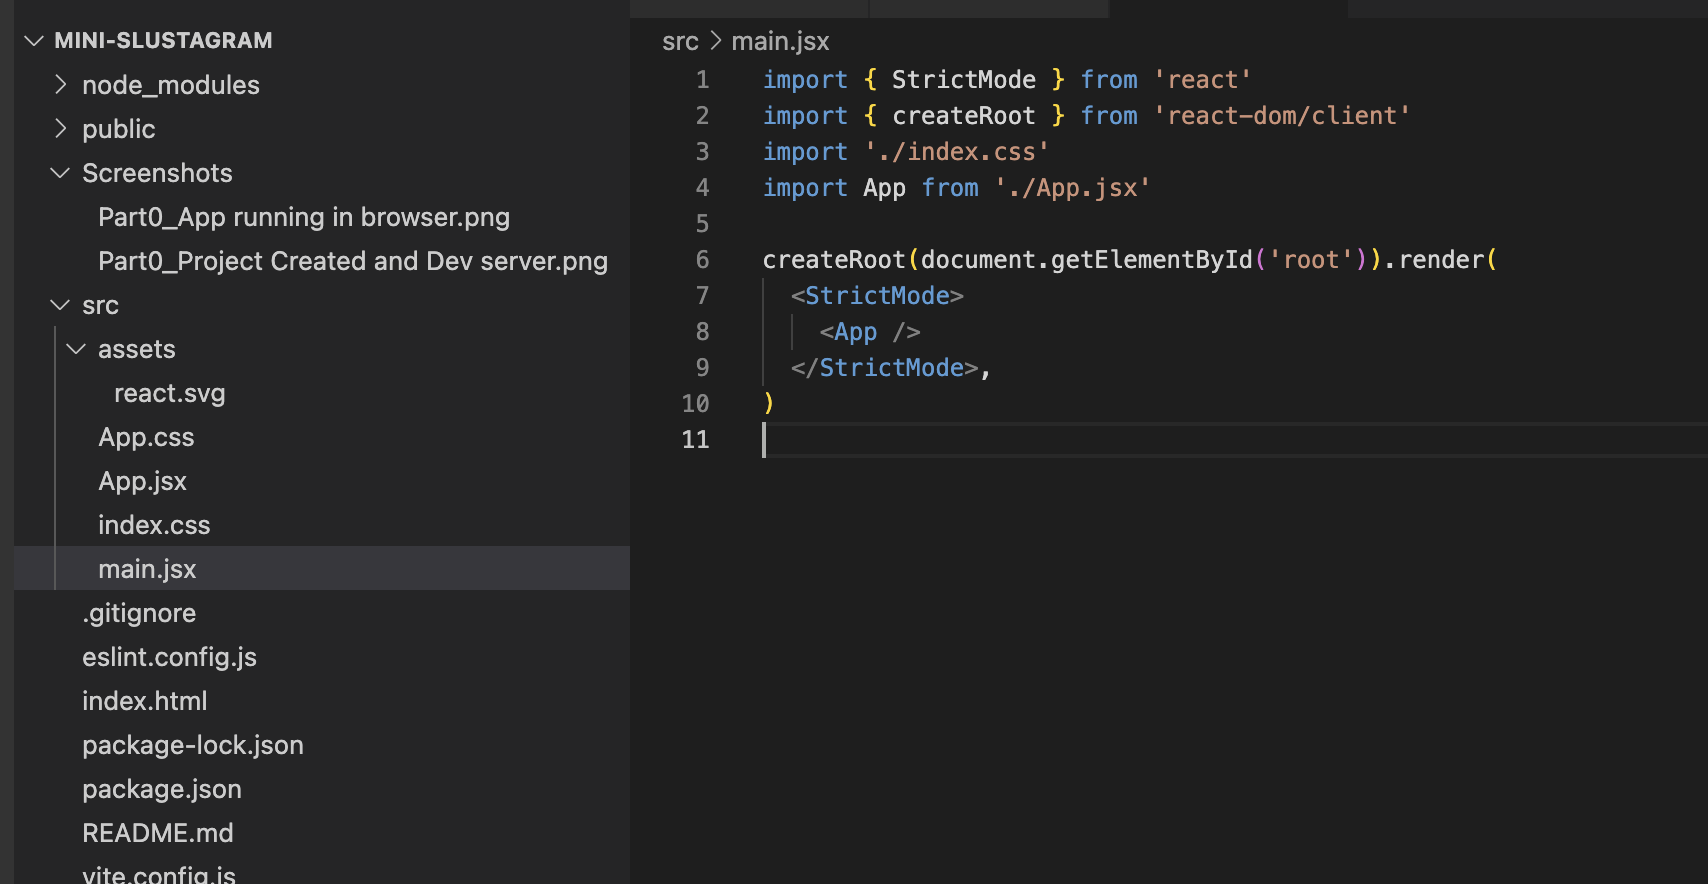 MINI-SLUSTAGRAM
node_modules
public
Screenshots
Part0_App running in browser.png
Part0_Project Created and Dev server.png
src
assets
react.svg
App.css
App.jsx
index.css
main.jsx
.gitignore
eslint.config.js
index.html
package-lock.json
package.json
README.md
vite.config.js
src > main.jsx
1 import { StrictMode } from 'react'
2 import { createRoot } from 'react-dom/client'
3 import './index.css'
4 import App from './App.jsx'
5
6 createRoot(document.getElementById('root')).render(
7 <StrictMode>
8 <App />
9 </StrictMode>,
10 )
11